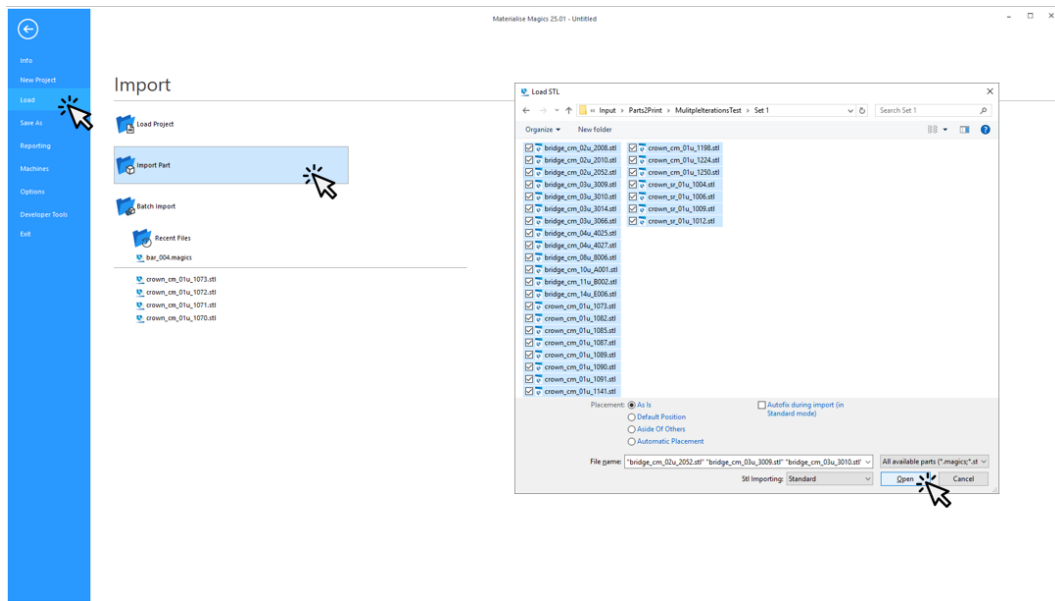 Materialise Magics 25.01 - Untitled
Info
New Project
Load
Save As
Reporting
Machines
Options
Developer Tools
Exit
Import
Load Project
Import Part
Batch Import
Recent Files
bar_004.magics
crown_cm_01u_1073.stl
crown_cm_01u_1072.stl
crown_cm_01u_1071.stl
crown_cm_01u_1070.stl
Load STL
« Input › Parts2Print › MulitpleIterationsTest › Set 1
Search Set 1
Organize
New folder
bridge_cm_02u_2008.stl
bridge_cm_02u_2010.stl
bridge_cm_02u_2052.stl
bridge_cm_03u_3009.stl
bridge_cm_03u_3010.stl
bridge_cm_03u_3014.stl
bridge_cm_03u_3066.stl
bridge_cm_04u_4025.stl
bridge_cm_04u_4027.stl
bridge_cm_08u_8006.stl
bridge_cm_10u_A001.stl
bridge_cm_11u_B002.stl
bridge_cm_14u_E006.stl
crown_cm_01u_1073.stl
crown_cm_01u_1082.stl
crown_cm_01u_1085.stl
crown_cm_01u_1087.stl
crown_cm_01u_1089.stl
crown_cm_01u_1090.stl
crown_cm_01u_1091.stl
crown_cm_01u_1141.stl
crown_cm_01u_1198.stl
crown_cm_01u_1224.stl
crown_cm_01u_1250.stl
crown_sr_01u_1004.stl
crown_sr_01u_1006.stl
crown_sr_01u_1009.stl
crown_sr_01u_1012.stl
Placement: As Is
Default Position
Aside Of Others
Automatic Placement
Autofix during import (in
Standard mode)
File name: "bridge_cm_02u_2052.stl" "bridge_cm_03u_3009.stl" "bridge_cm_03u_3010.stl"
All available parts (*.magics;*.st
Stl Importing: Standard
Open
Cancel